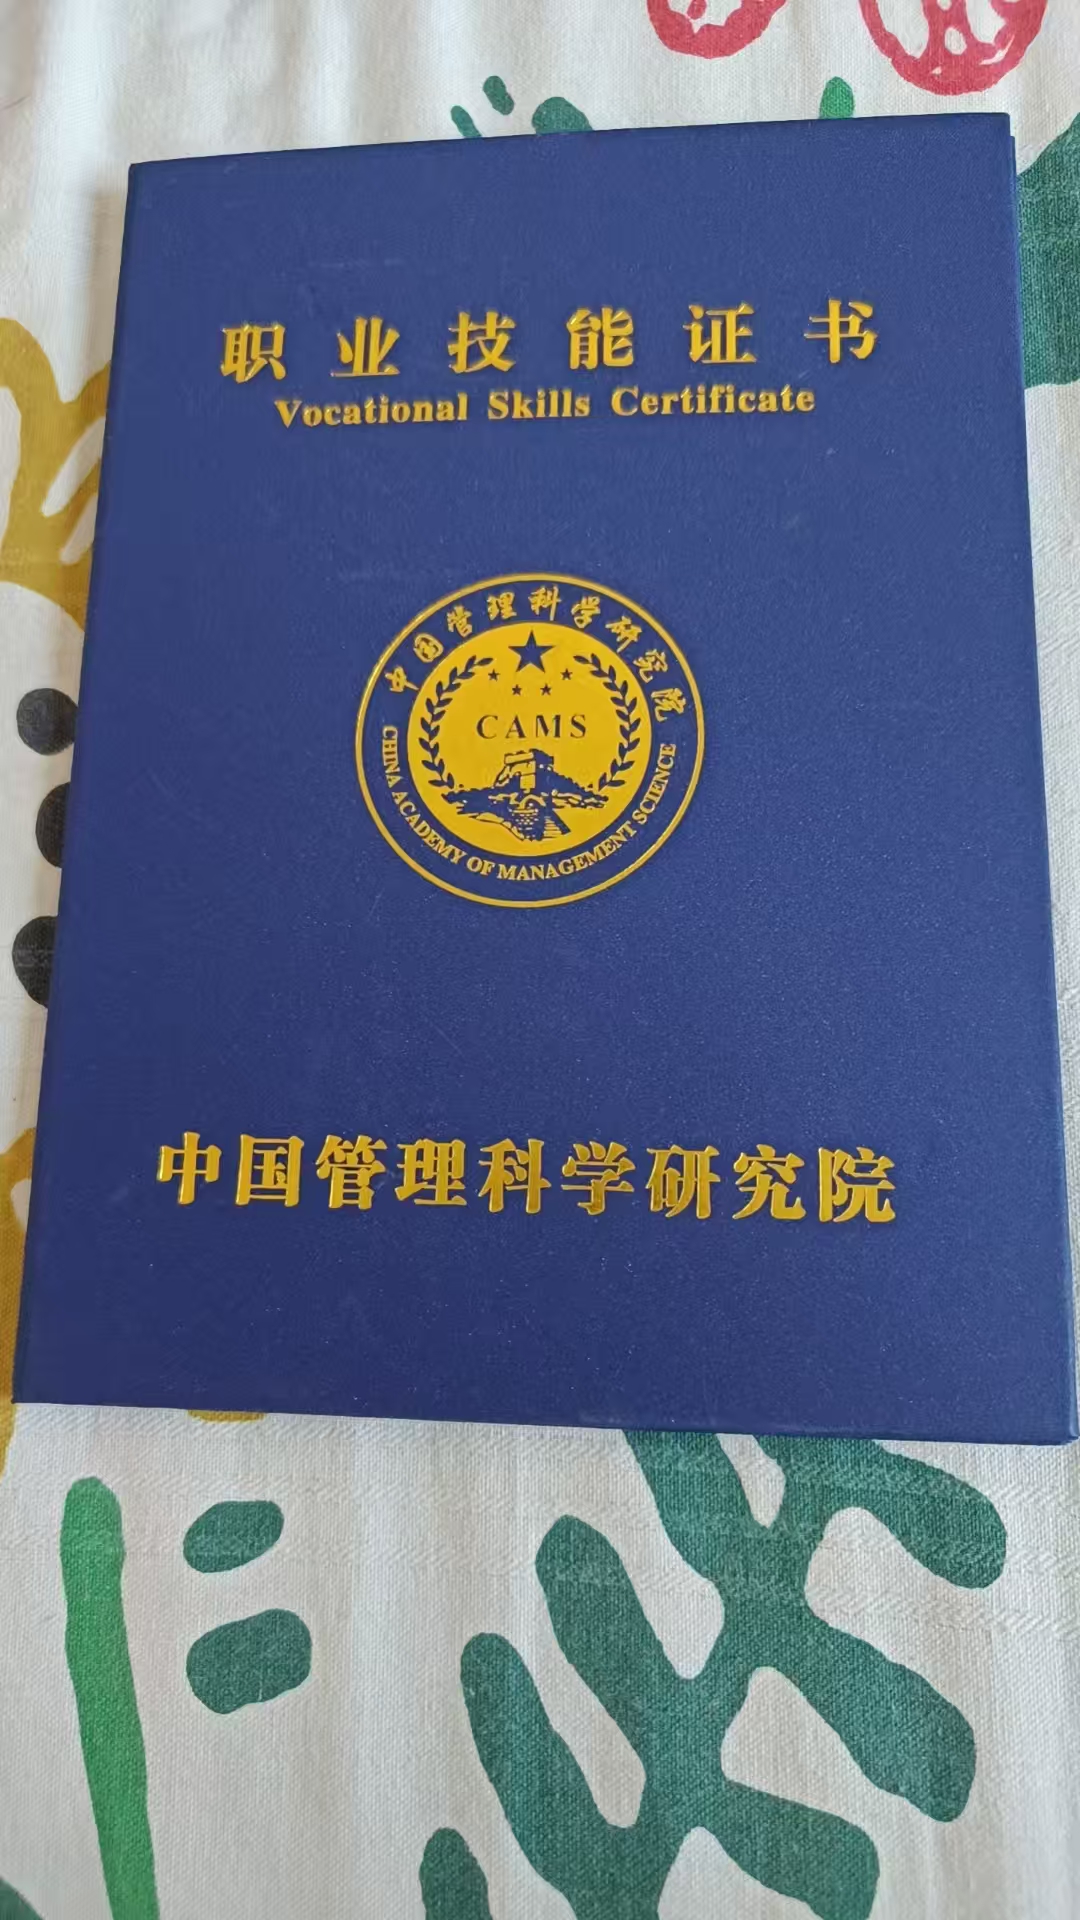 职业技能证书
Vocational Skills Certificate
中国管理科学研究院
CAMS
CHINA ACADEMY OF MANAGEMENT SCIENCE
中国管理科学研究院